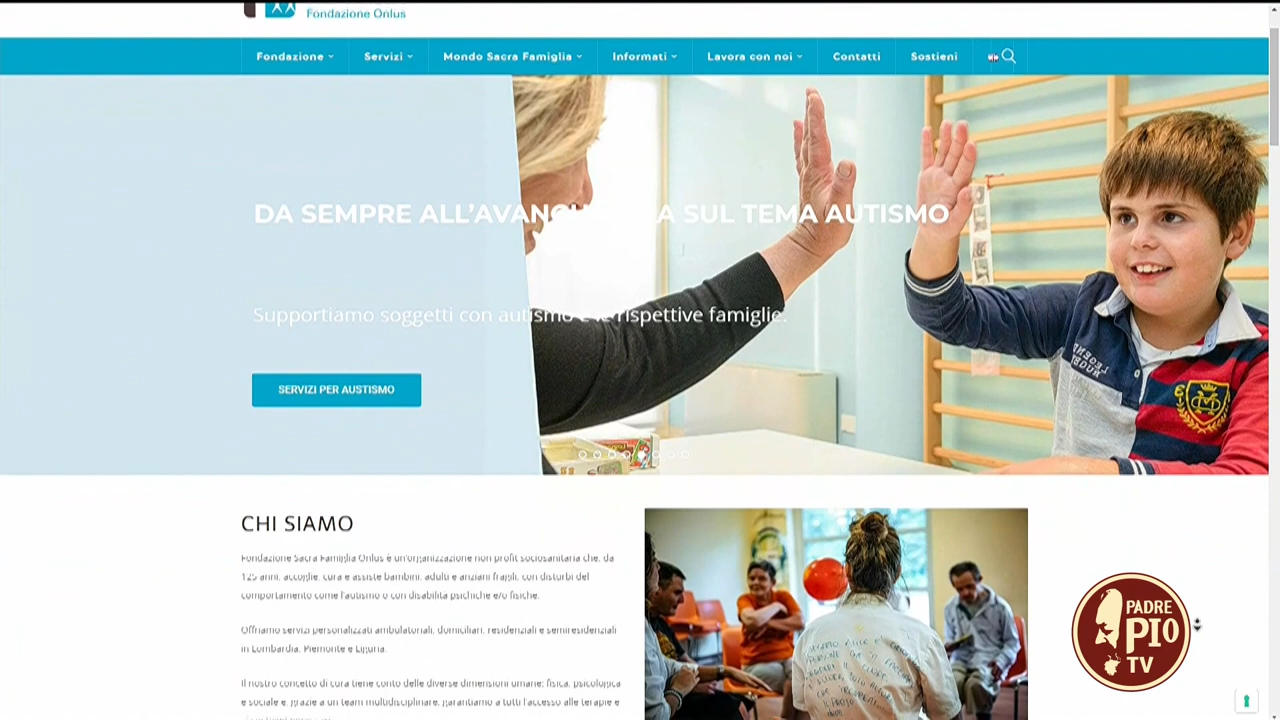 Fondazione Onlus
Fondazione Servizi Mondo Sacra Famiglia Informati Lavora con noi Contatti Sostieni
DA SEMPRE ALL'AVANGUARDIA SUL TEMA AUTISMO
Supportiamo soggetti con autismo e le rispettive famiglie.
SERVIZI PER AUSTISMO
CHI SIAMO
Fondazione Sacra Famiglia Onlus è un'organizzazione non profit sociosanitaria che, da
125 anni, accoglie, cura e assiste bambini, adulti e anziani fragili, con disturbi del
comportamento come l'autismo o con disabilità psichiche e/o fisiche.
Offriamo servizi personalizzati ambulatoriali, domiciliari, residenziali e semiresidenziali
in Lombardia, Piemonte e Liguria.
Il nostro concetto di cura tiene conto delle diverse dimensioni umane: fisica, psicologica
e sociale e, grazie a un team multidisciplinare, garantiamo a tutti l'accesso alle terapie e
PADRE
PIO
TV